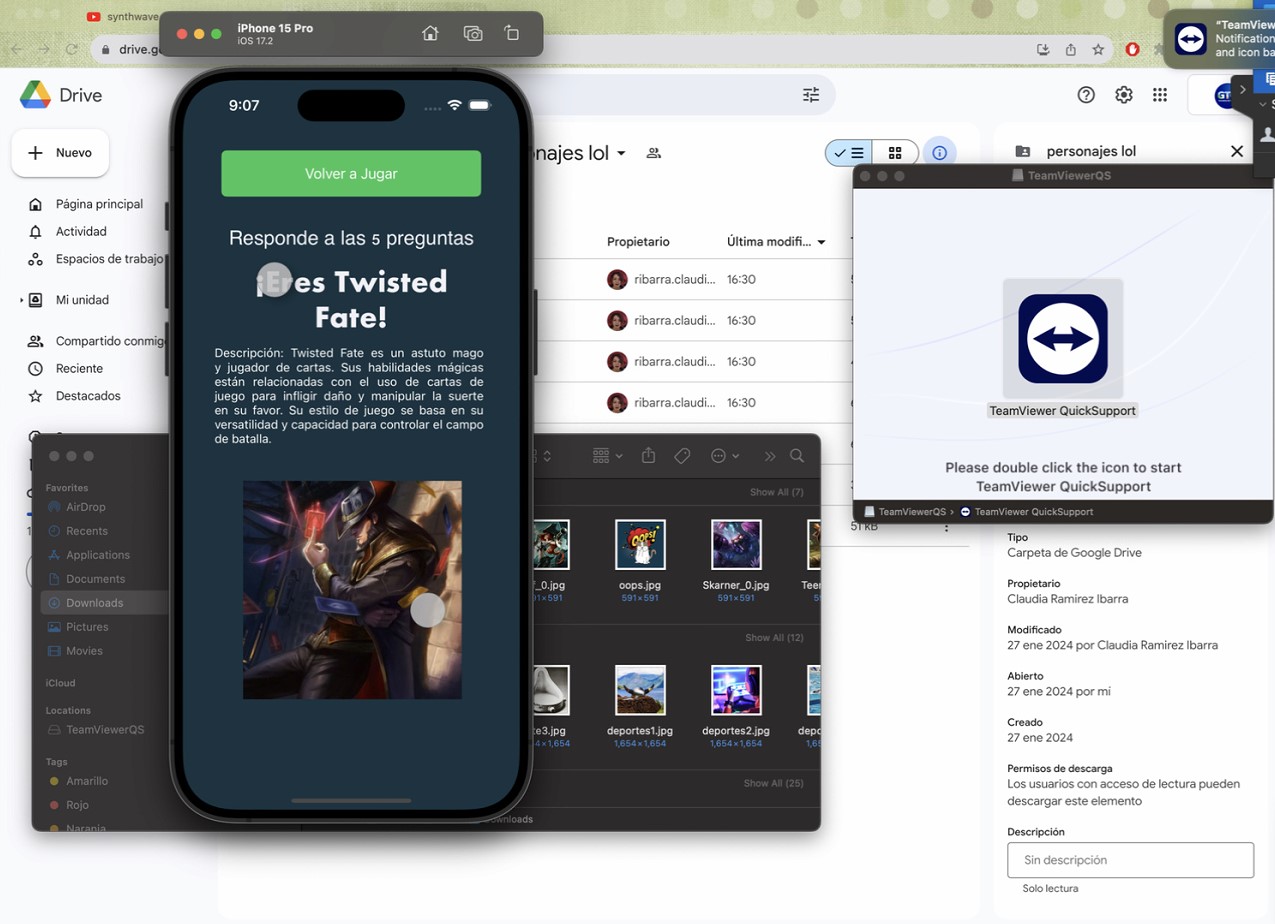 synthwave
iPhone 15 Pro
iOS 17.2
drive.go
"TeamView
Notification
and icon ba
Drive
Nuevo
Página principal
Actividad
Espacios de trabajo
Mi unidad
Compartido conmig
Reciente
Destacados
najes lol
Propietario
Última modifi...
ribarra.claudi...
16:30
ribarra.claudi...
16:30
ribarra.claudi...
16:30
ribarra.claudi...
16:30
51 kB
9:07
Volver a Jugar
Responde a las 5 preguntas
¡Eres Twisted
Fate!
Descripción: Twisted Fate es un astuto mago
y jugador de cartas. Sus habilidades mágicas
están relacionadas con el uso de cartas de
juego para infligir daño y manipular la suerte
en su favor. Su estilo de juego se basa en su
versatilidad y capacidad para controlar el campo
de batalla.
Favorites
AirDrop
Recents
Applications
Documents
Downloads
Pictures
Movies
iCloud
Locations
TeamViewerQS
Tags
Amarillo
Rojo
Naranja
Show All (7)
f_0.jpg
91×591
oops.jpg
591×591
Skarner_0.jpg
591×591
Teer
Show All (12)
te3.jpg
4×1,654
deportes1.jpg
1,654×1,654
deportes2.jpg
1,654×1,654
depo
Show All (25)
ownloads
GT
personajes lol
TeamViewerQS
TeamViewer QuickSupport
Please double click the icon to start
TeamViewer QuickSupport
TeamViewerQS › TeamViewer QuickSupport
Tipo
Carpeta de Google Drive
Propietario
Claudia Ramirez Ibarra
Modificado
27 ene 2024 por Claudia Ramirez Ibarra
Abierto
27 ene 2024 por mí
Creado
27 ene 2024
Permisos de descarga
Los usuarios con acceso de lectura pueden
descargar este elemento
Descripción
Sin descripción
Solo lectura